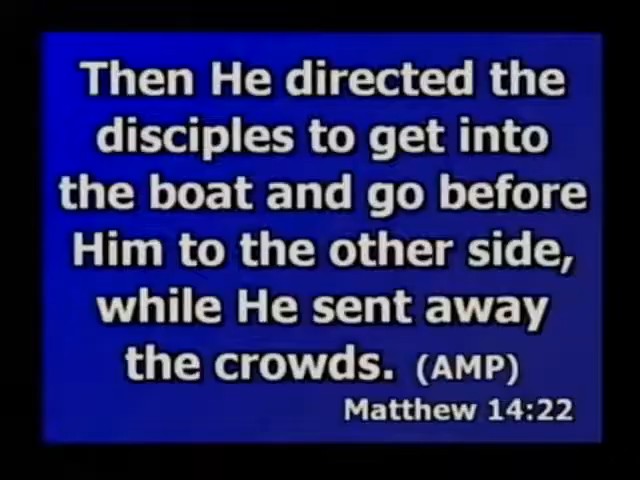 Then He directed the
disciples to get into
the boat and go before
Him to the other side,
while He sent away
the crowds. (AMP)
Matthew 14:22